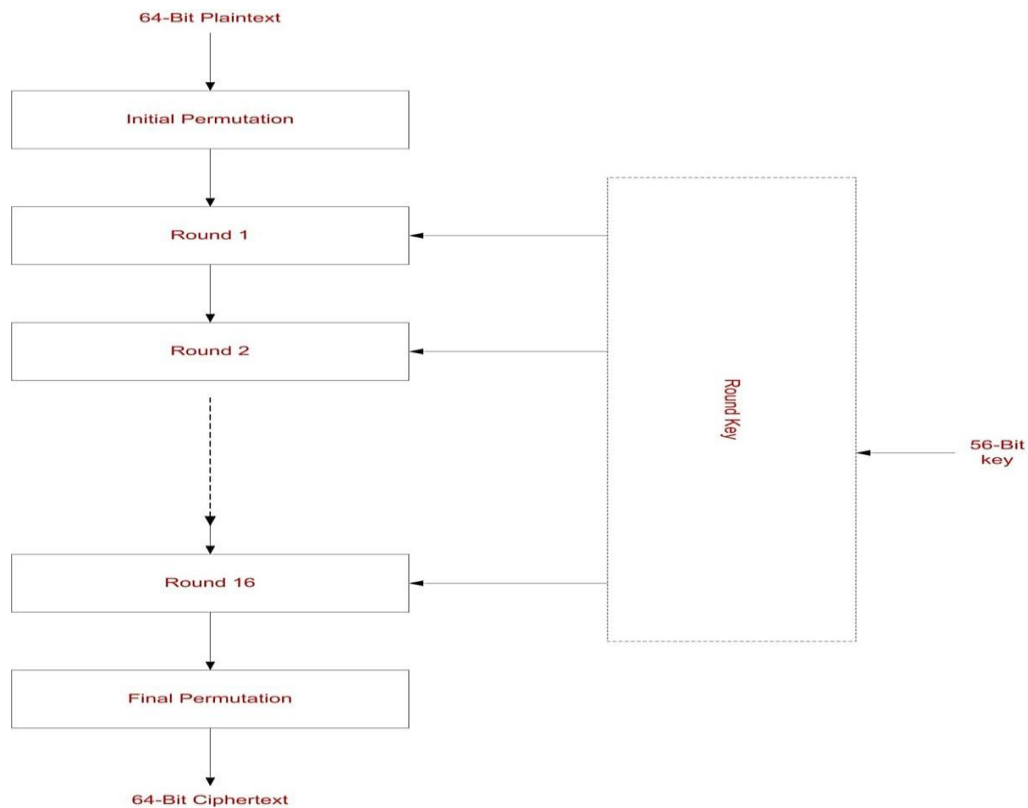 64-Bit Plaintext
Initial Permutation
Round 1
Round 2
Round Key
56-Bit
key
Round 16
Final Permutation
64-Bit Ciphertext